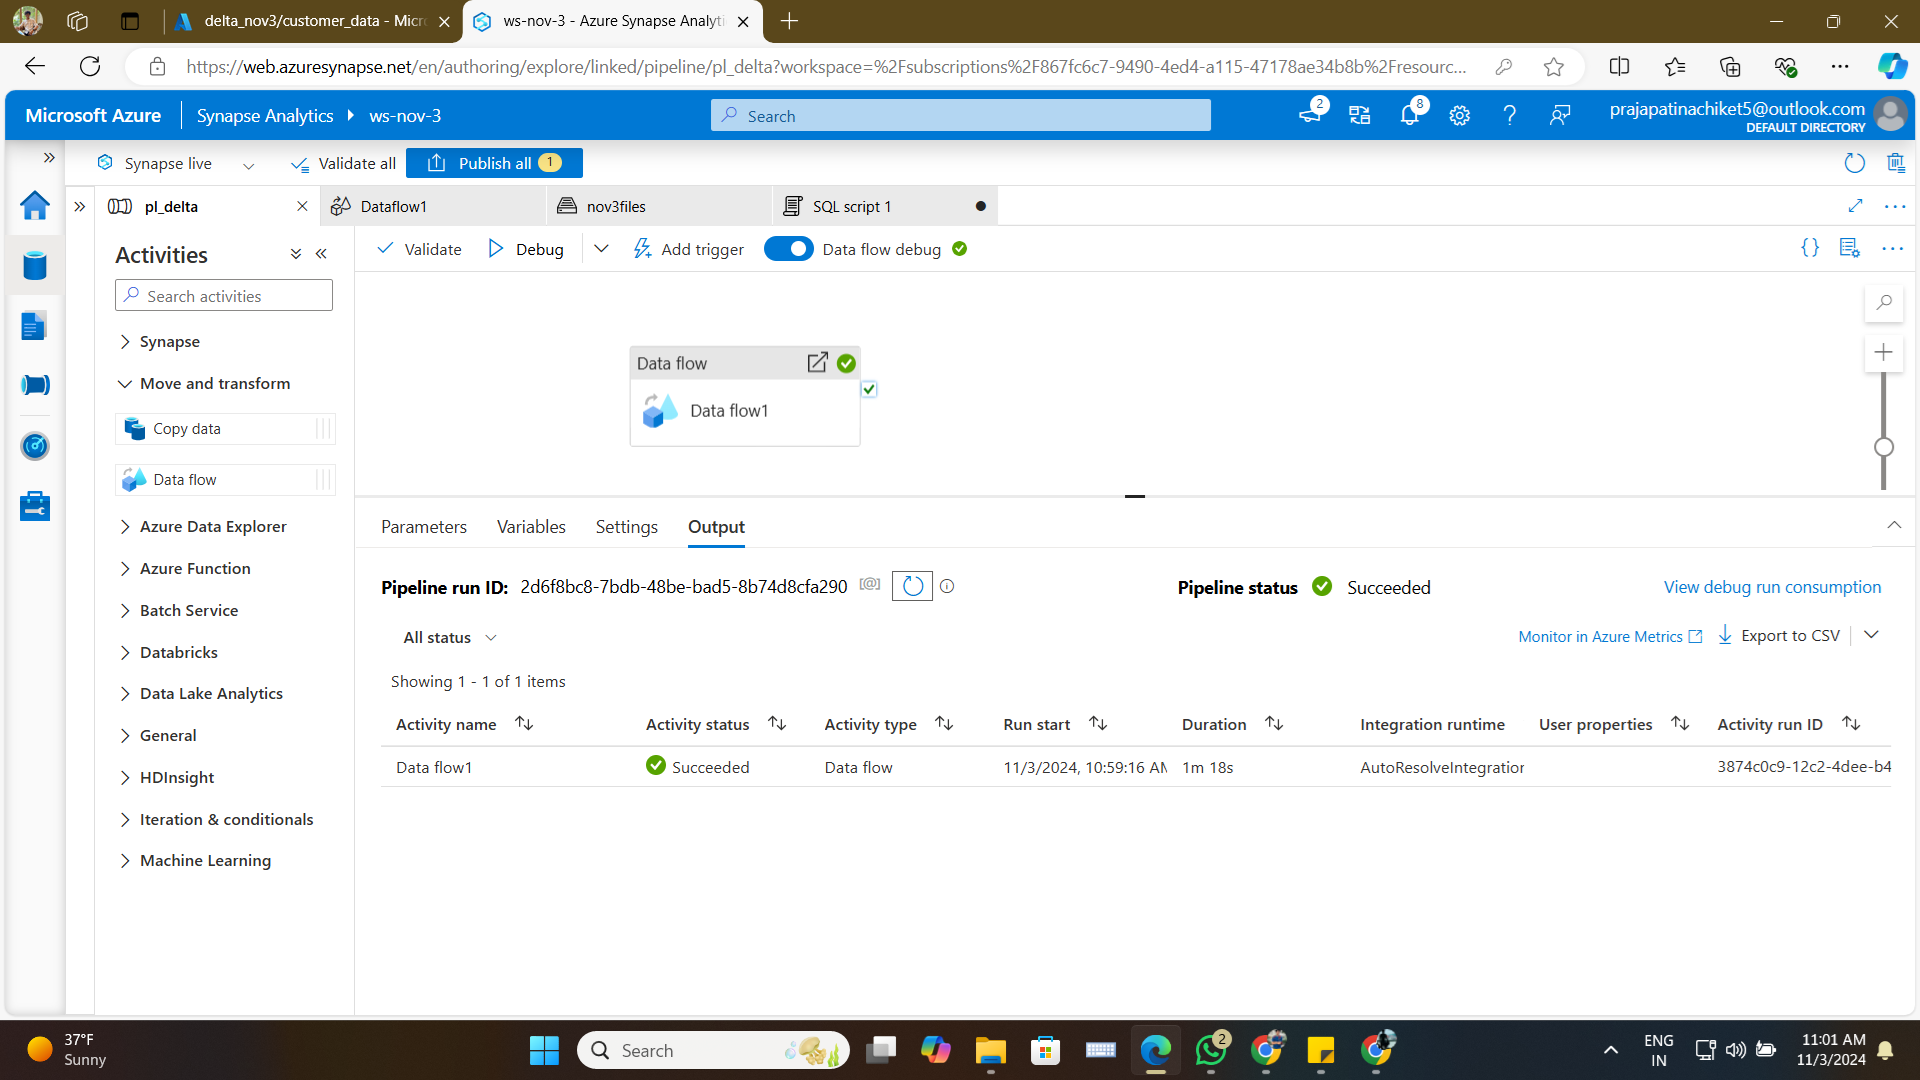 delta_nov3/customer_data - Micr
ws-nov-3 - Azure Synapse Analyti
https://web.azuresynapse.net/en/authoring/explore/linked/pipeline/pl_delta?workspace=%2Fsubscriptions%2F867fc6c7-9490-4ed4-a115-47178ae34b8b%2Fresourc...
Microsoft Azure
Synapse Analytics
ws-nov-3
Search
2
8
prajapatinachiket5@outlook.com
DEFAULT DIRECTORY
Synapse live
Validate all
Publish all 1
pl_delta
Dataflow1
nov3files
SQL script 1
Activities
Validate
Debug
Add trigger
Data flow debug
Search activities
Synapse
Move and transform
Copy data
Data flow
Azure Data Explorer
Azure Function
Batch Service
Databricks
Data Lake Analytics
General
HDInsight
Iteration & conditionals
Machine Learning
Data flow
Data flow1
Parameters
Variables
Settings
Output
Pipeline run ID: 2d6f8bc8-7bdb-48be-bad5-8b74d8cfa290 [@]
Pipeline status Succeeded
View debug run consumption
All status
Monitor in Azure Metrics
Export to CSV
Showing 1 - 1 of 1 items
Activity name Activity status Activity type Run start Duration Integration runtime User properties Activity run ID
Data flow1 Succeeded Data flow 11/3/2024, 10:59:16 AM 1m 18s AutoResolveIntegration 3874c0c9-12c2-4dee-b4
37°F
Sunny
Search
2
ENG
IN
11:01 AM
11/3/2024